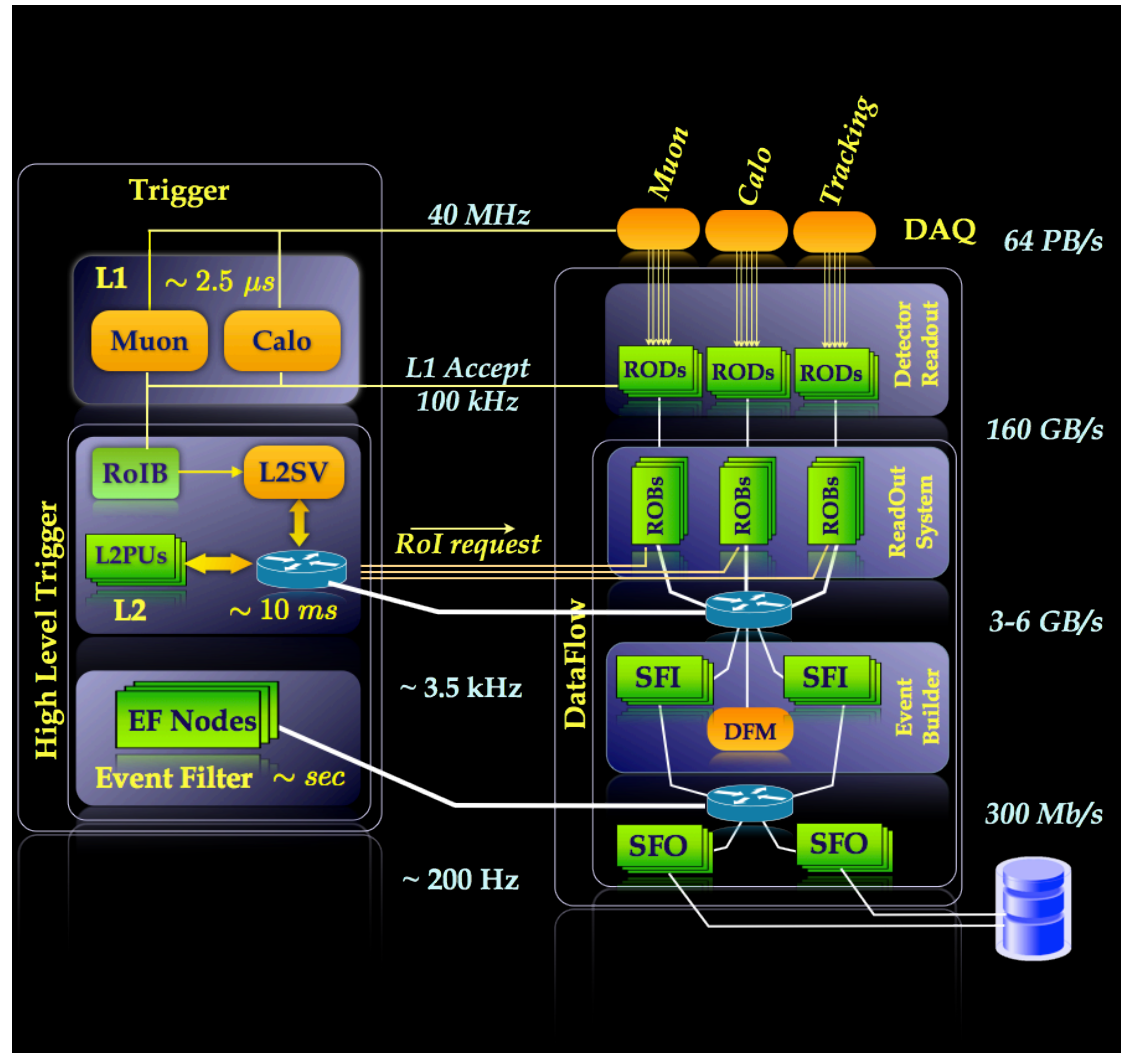 Muon
Calo
Tracking
Trigger
40 MHz
DAQ
64 PB/s
L1
~ 2.5 μs
Muon
Calo
L1 Accept
100 kHz
RODs
RODs
RODs
Detector
Readout
160 GB/s
High Level Trigger
RoIB
L2SV
L2PUs
L2
~ 10 ms
RoI request
ROBs
ROBs
ROBs
ReadOut
System
3-6 GB/s
DataFlow
~ 3.5 kHz
SFI
SFI
DFM
Event
Builder
EF Nodes
Event Filter
~ sec
300 Mb/s
SFO
SFO
~ 200 Hz